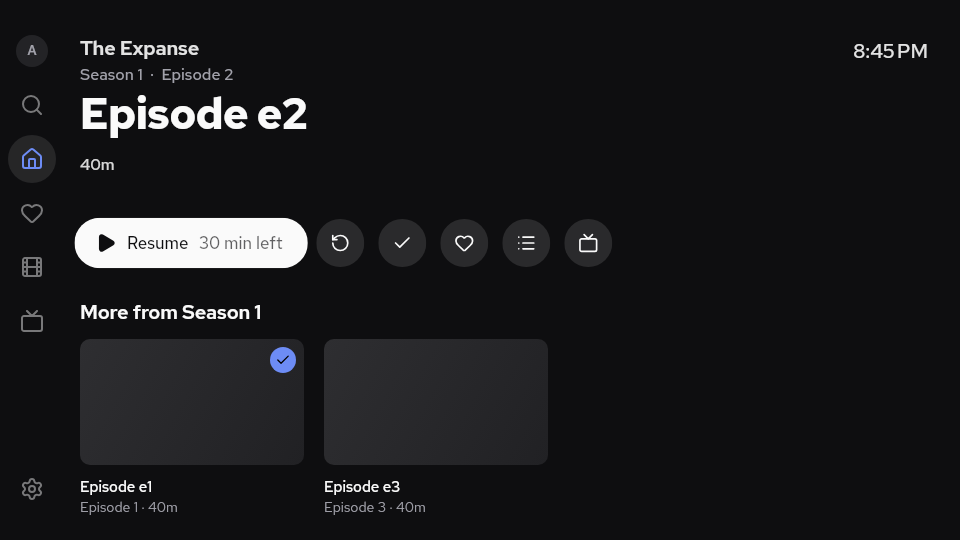 A
The Expanse
8:45 PM
Season 1 · Episode 2
Episode e2
40m
Resume 30 min left
More from Season 1
Episode e1
Episode 1 · 40m
Episode e3
Episode 3 · 40m